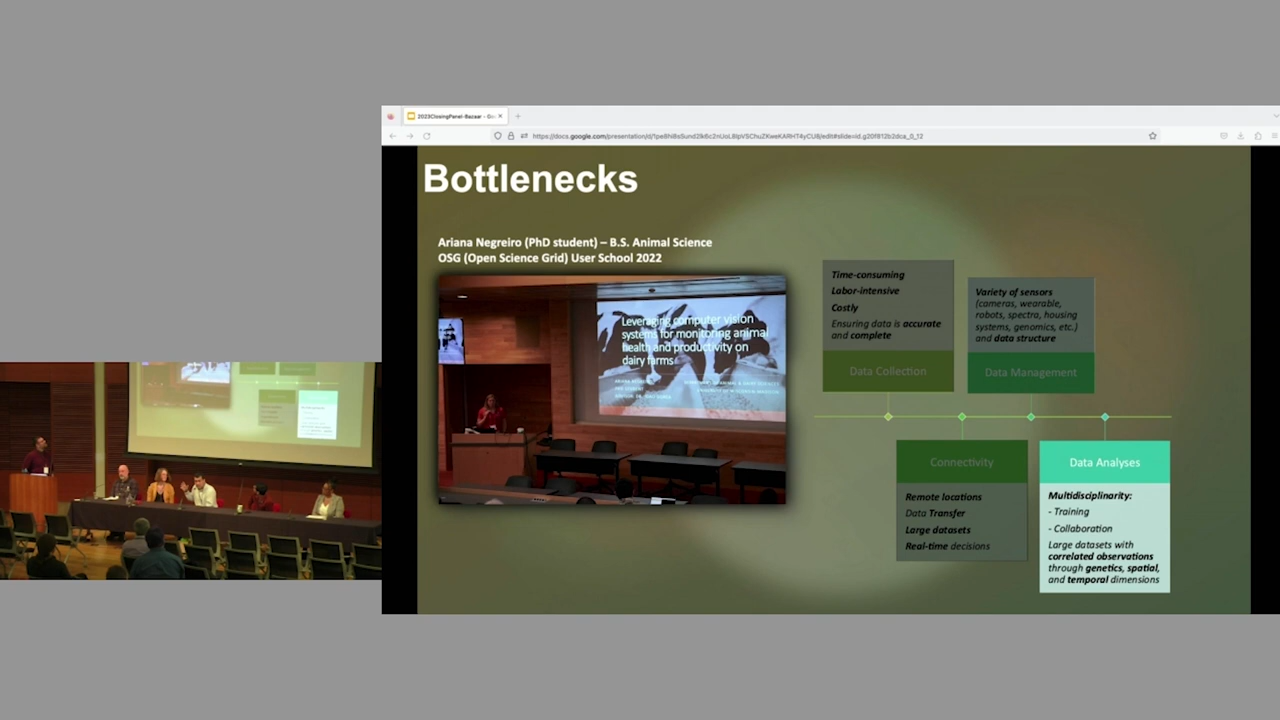 2023ClosingPanel-Bazaar - Go
Bottlenecks
Ariana Negreiro (PhD student) – B.S. Animal Science
OSG (Open Science Grid) User School 2022
Leveraging computer vision
systems for monitoring animal
health and productivity on
dairy farms
Time-consuming
Labor-intensive
Costly
Ensuring data is accurate
and complete
Data Collection
Variety of sensors
(cameras, wearable,
robots, spectra, housing
systems, genomics, etc.)
and data structure
Data Management
Connectivity
Remote locations
Data Transfer
Large datasets
Real-time decisions
Data Analyses
Multidisciplinarity:
- Training
- Collaboration
Large datasets with
correlated observations
through genetics, spatial,
and temporal dimensions